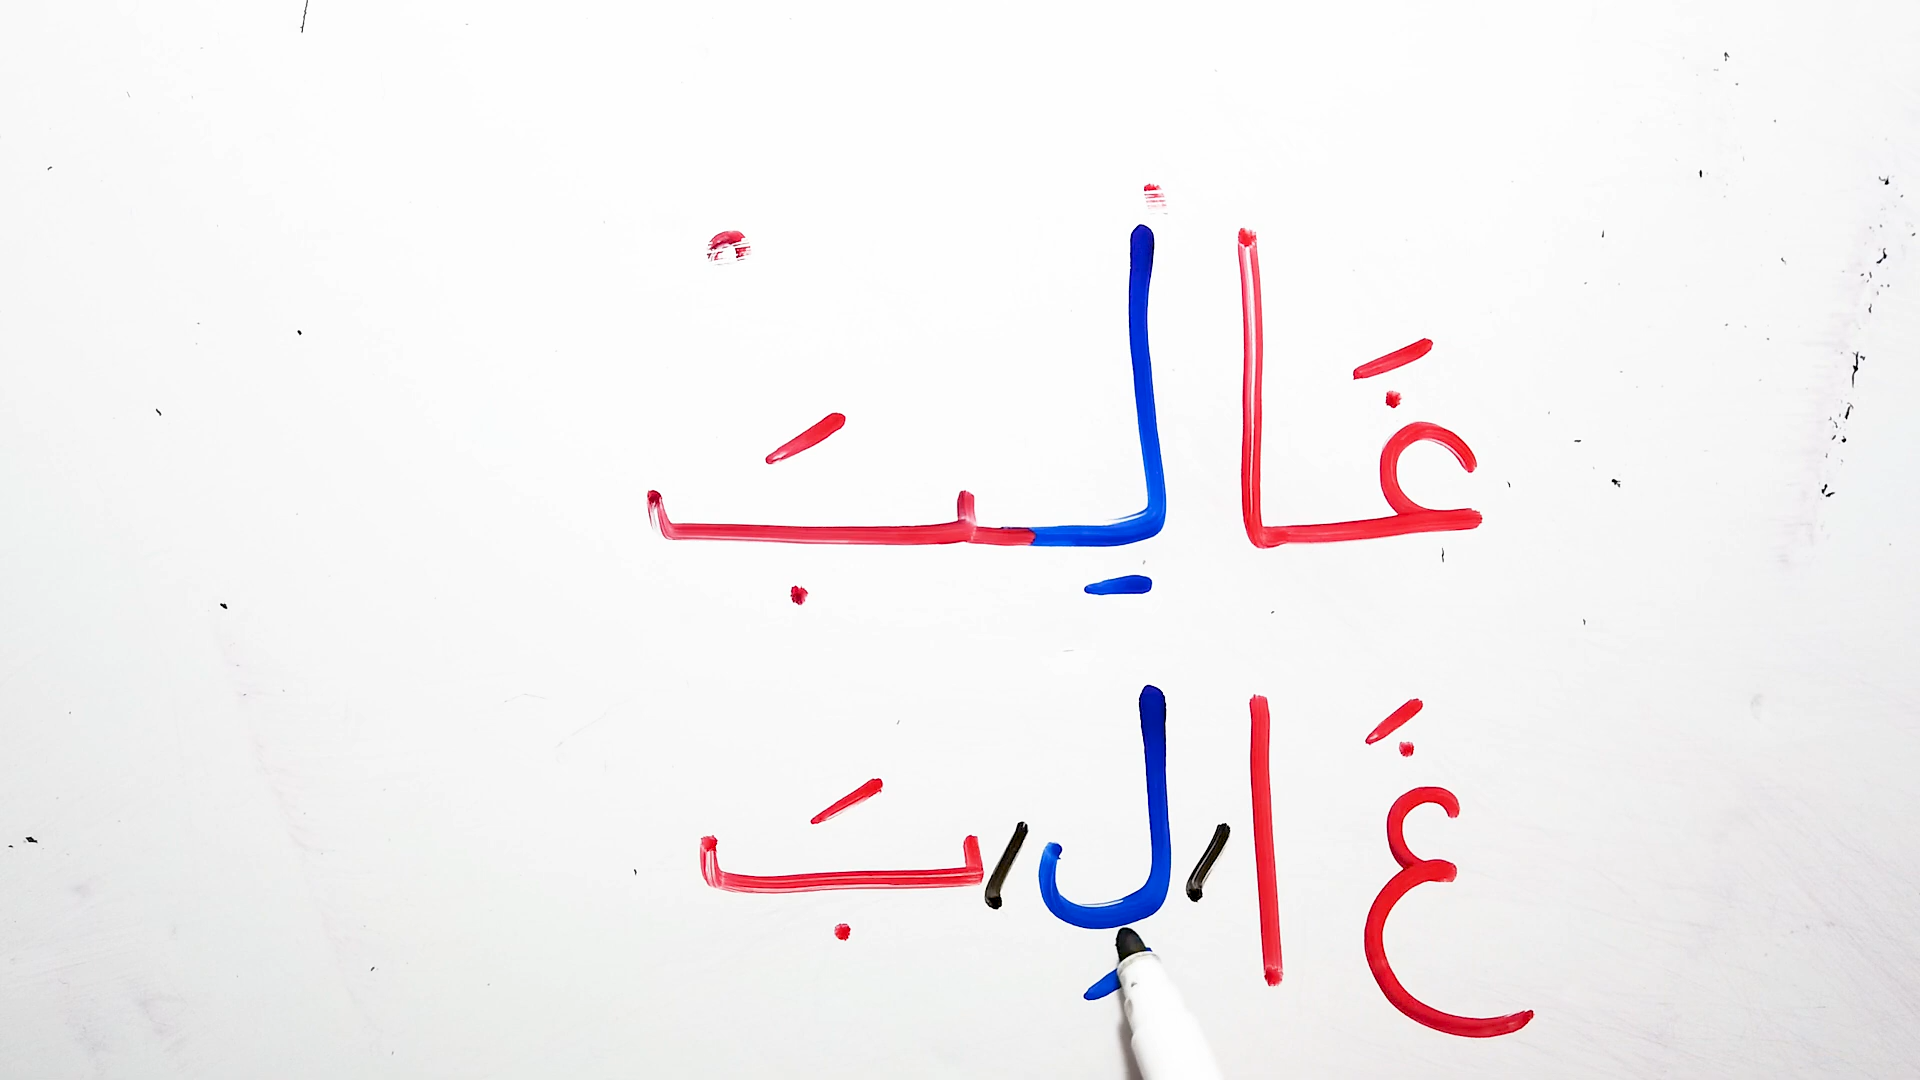 غَالِبَ
غَا / لِ / بَ